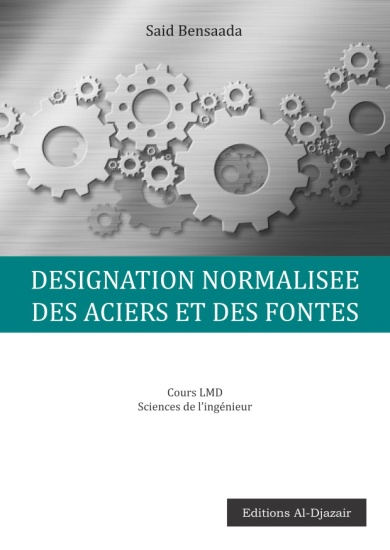 Said Bensaada
DESIGNATION NORMALISEE
DES ACIERS ET DES FONTES
Cours LMD
Sciences de l'ingénieur
Editions Al-Djazair